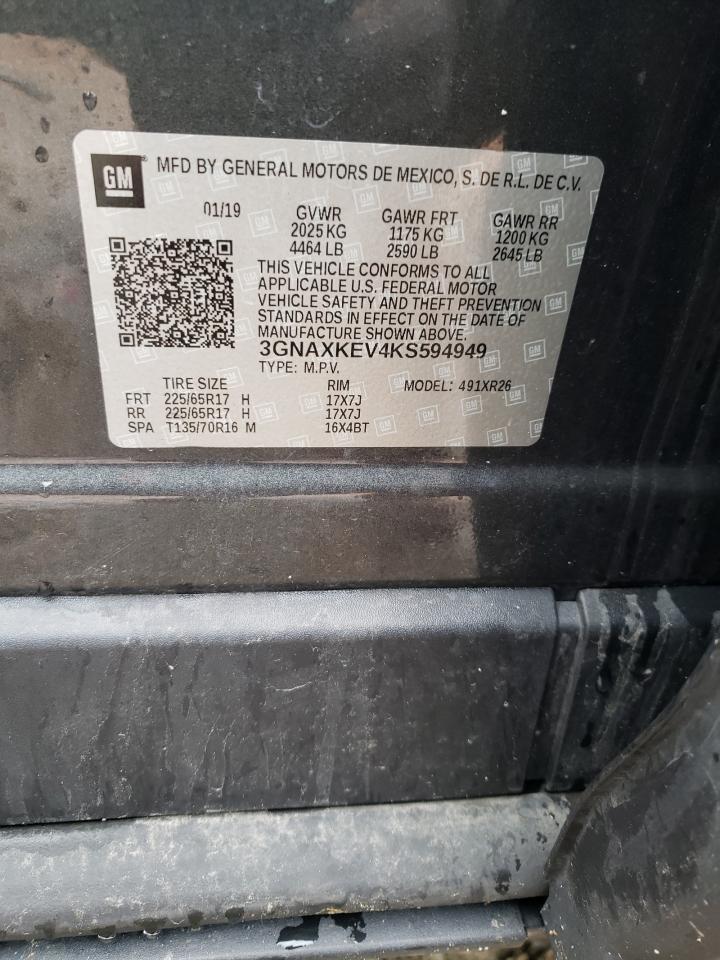 GM MFD BY GENERAL MOTORS DE MEXICO, S. DE R.L. DE C.V.
01/19 GVWR GAWR FRT GAWR RR
2025 KG 1175 KG 1200 KG
4464 LB 2590 LB 2645 LB
THIS VEHICLE CONFORMS TO ALL
APPLICABLE U.S. FEDERAL MOTOR
VEHICLE SAFETY AND THEFT PREVENTION
STANDARDS IN EFFECT ON THE DATE OF
MANUFACTURE SHOWN ABOVE.
3GNAXKEV4KS594949
TYPE: M.P.V.
TIRE SIZE RIM MODEL: 491XR26
FRT 225/65R17 H 17X7J
RR 225/65R17 H 17X7J
SPA T135/70R16 M 16X4BT